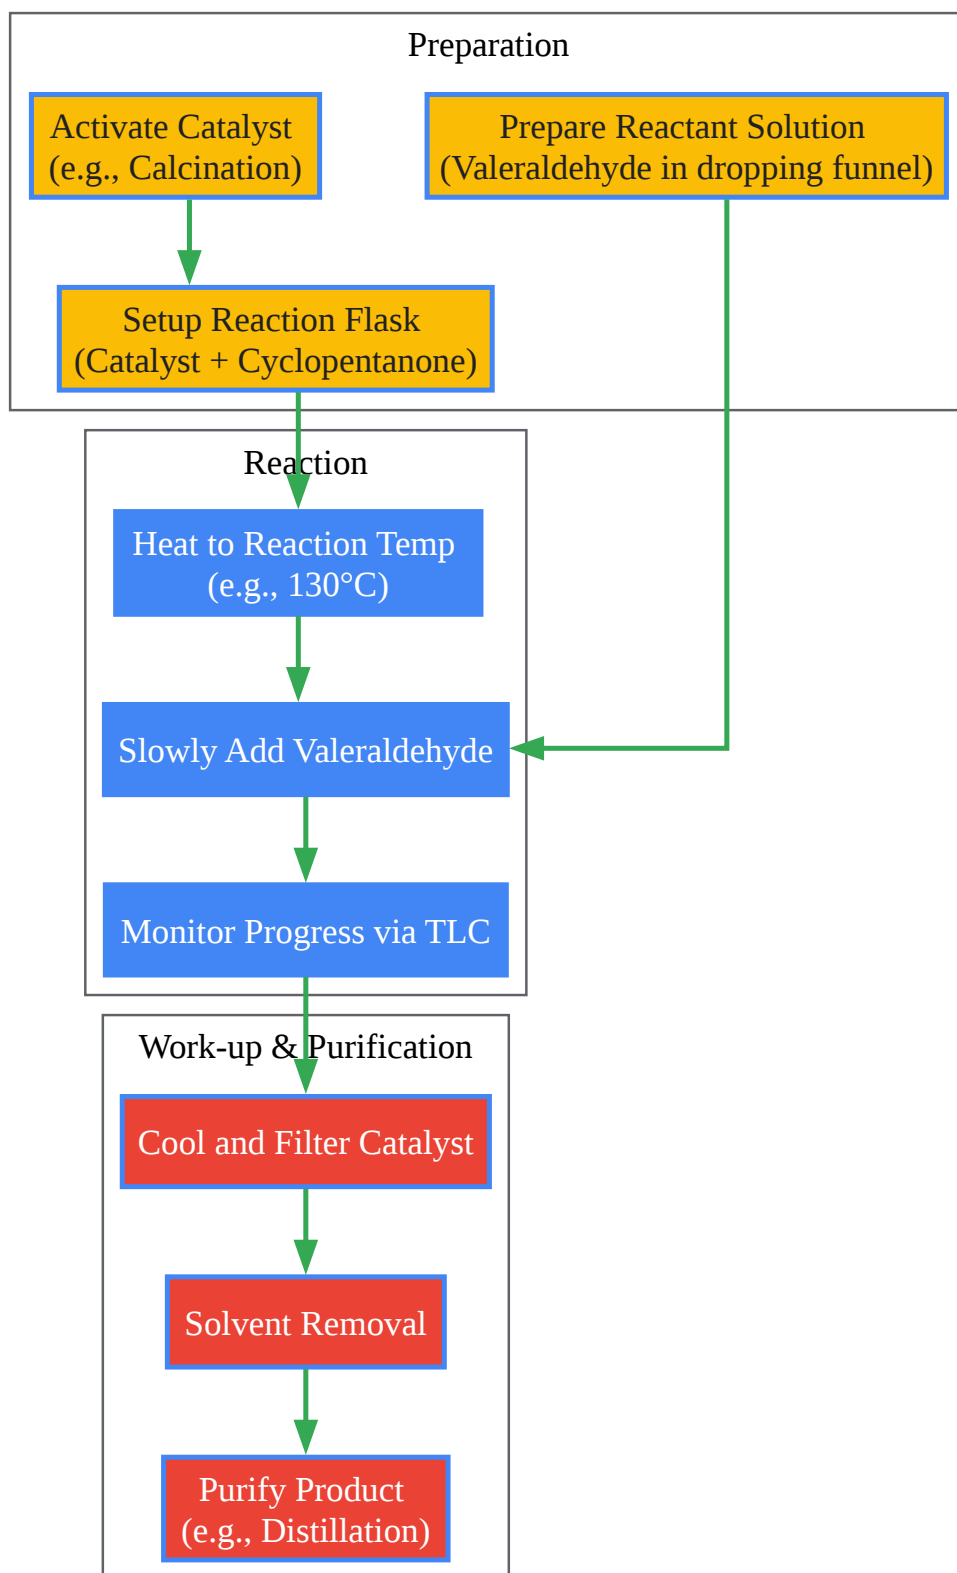 Preparation
Activate Catalyst
(e.g., Calcination)
Prepare Reactant Solution
(Valeraldehyde in dropping funnel)
Setup Reaction Flask
(Catalyst + Cyclopentanone)
Reaction
Heat to Reaction Temp
(e.g., 130°C)
Slowly Add Valeraldehyde
Monitor Progress via TLC
Work-up & Purification
Cool and Filter Catalyst
Solvent Removal
Purify Product
(e.g., Distillation)